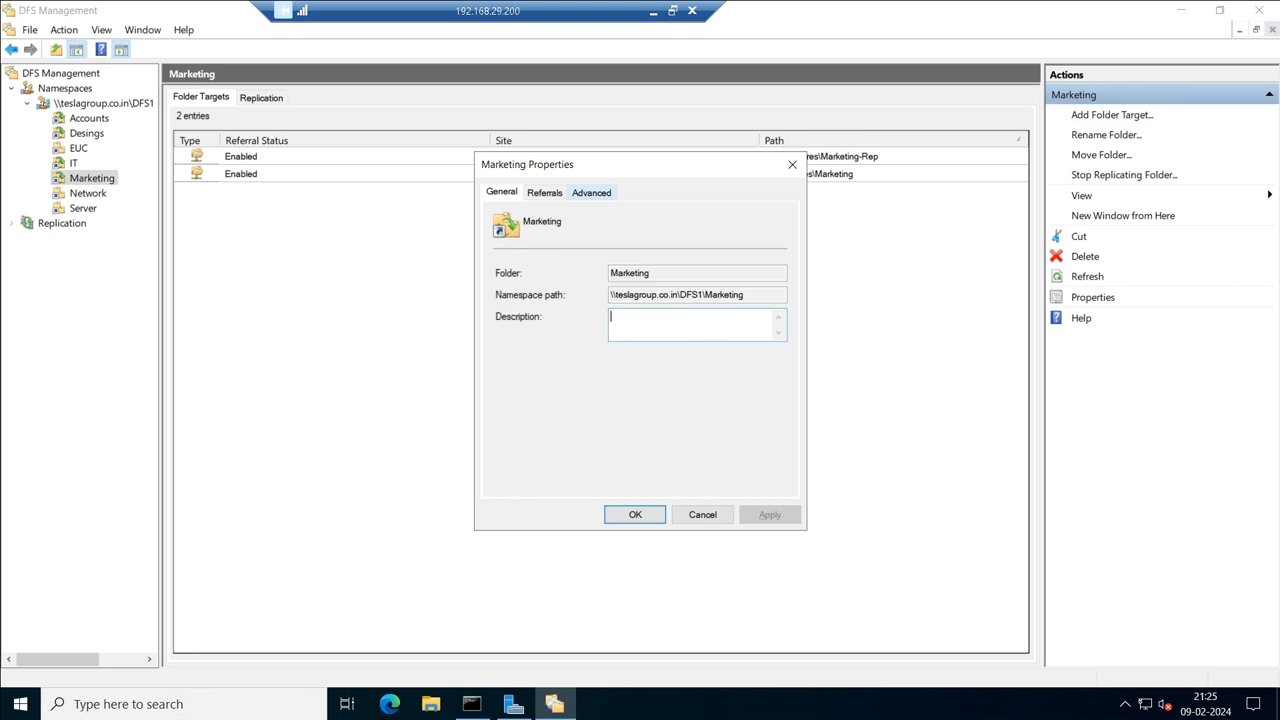 DFS Management
192.168.29.200
File Action View Window Help
DFS Management
Namespaces
\\teslagroup.co.in\DFS1
Accounts
Desings
EUC
IT
Marketing
Network
Server
Replication
Marketing
Folder Targets Replication
2 entries
Type Referral Status Site Path
Enabled res\Marketing-Rep
Enabled s\Marketing
Marketing Properties
General Referrals Advanced
Marketing
Folder: Marketing
Namespace path: \\teslagroup.co.in\DFS1\Marketing
Description:
OK Cancel Apply
Actions
Marketing
Add Folder Target...
Rename Folder...
Move Folder...
Stop Replicating Folder...
View
New Window from Here
Cut
Delete
Refresh
Properties
Help
Type here to search
21:25
09-02-2024